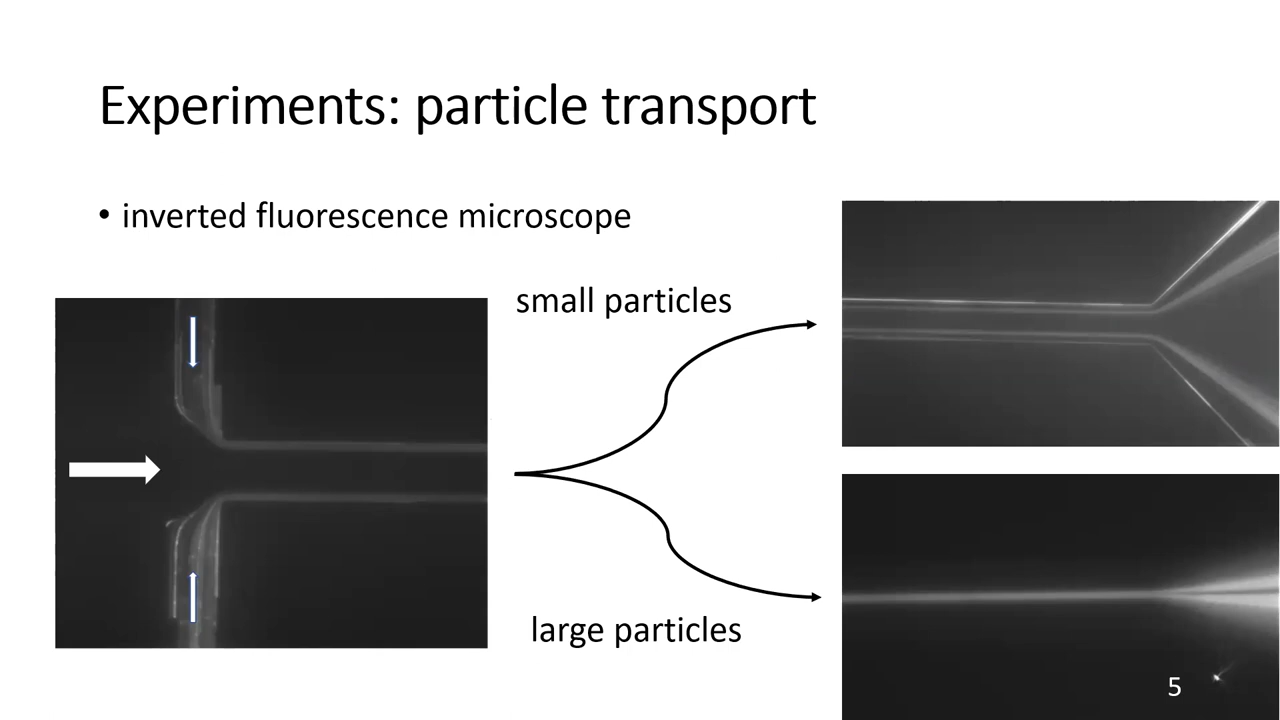 Experiments: particle transport
• inverted fluorescence microscope
small particles
large particles
5